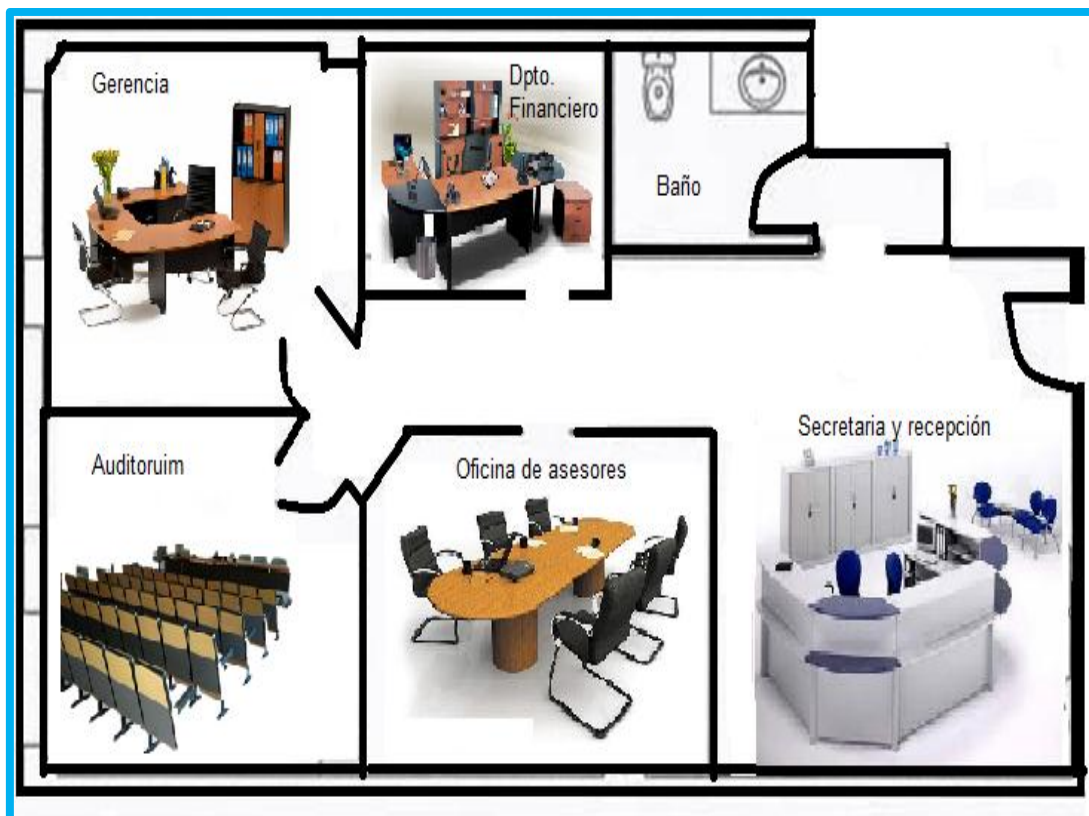 Gerencia
Dpto.
Financiero
Baño
Secretaria y recepción
Auditoruim
Oficina de asesores